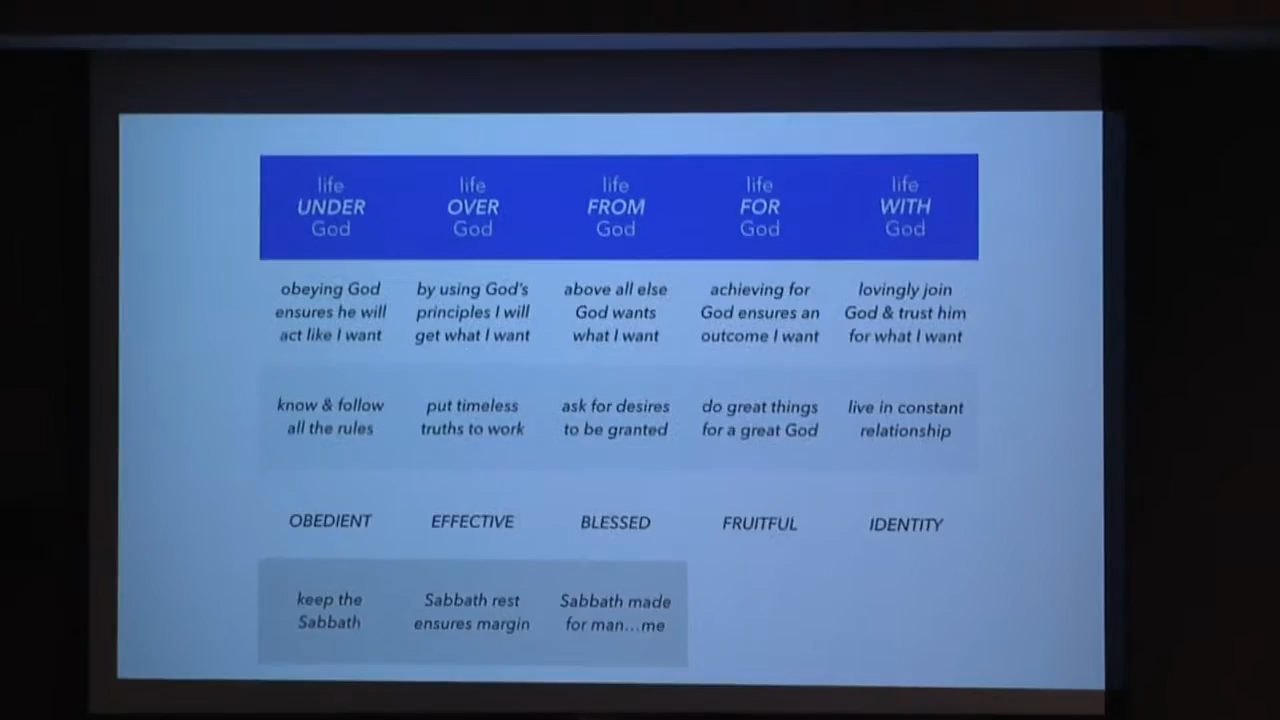 life
UNDER
God
life
OVER
God
life
FROM
God
life
FOR
God
life
WITH
God
obeying God
ensures he will
act like I want
by using God's
principles I will
get what I want
above all else
God wants
what I want
achieving for
God ensures an
outcome I want
lovingly join
God & trust him
for what I want
know & follow
all the rules
put timeless
truths to work
ask for desires
to be granted
do great things
for a great God
live in constant
relationship
OBEDIENT
EFFECTIVE
BLESSED
FRUITFUL
IDENTITY
keep the
Sabbath
Sabbath rest
ensures margin
Sabbath made
for man...me